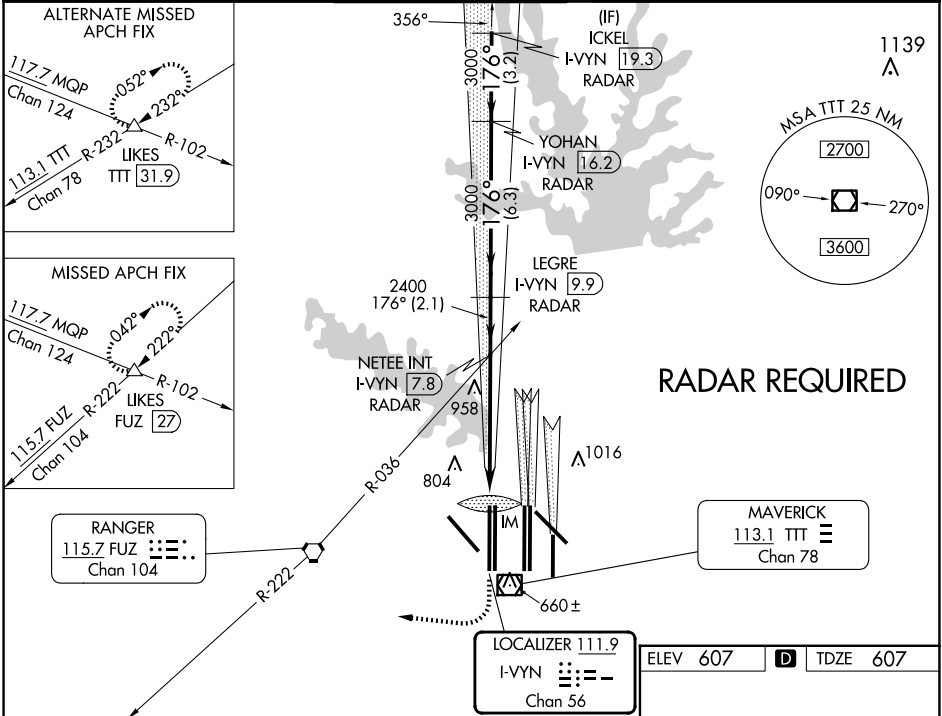 ALTERNATE MISSED
APCH FIX
117.7 MQP
Chan 124
052°
232°
R-102
113.1 TTT
R-232
Chan 78
LIKES
TTT 31.9
MISSED APCH FIX
117.7 MQP
Chan 124
042°
222°
R-102
115.7 FUZ
R-222
Chan 104
LIKES
FUZ 27
356°
3000
176°
(3.2)
(IF)
ICKEL
I-VYN 19.3
RADAR
YOHAN
I-VYN 16.2
RADAR
3000
176°
(6.3)
LEGRE
I-VYN 9.9
RADAR
2400
176° (2.1)
NETEE INT
I-VYN 7.8
RADAR
958
804
1016
1139
MSA TTT 25 NM
2700
090°
270°
3600
RADAR REQUIRED
R-036
R-222
RANGER
115.7 FUZ
Chan 104
IM
660±
MAVERICK
113.1 TTT
Chan 78
LOCALIZER 111.9
I-VYN
Chan 56
ELEV 607
D
TDZE 607